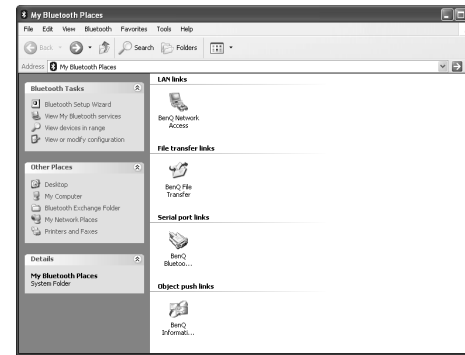 My Bluetooth Places
File Edit View Bluetooth Favorites Tools Help
Back Search Folders
Address My Bluetooth Places
Bluetooth Tasks
Bluetooth Setup Wizard
View My Bluetooth services
View devices in range
View or modify configuration
Other Places
Desktop
My Computer
Bluetooth Exchange Folder
My Network Places
Printers and Faxes
Details
My Bluetooth Places
System Folder
LAN links
BenQ Network
Access
File transfer links
BenQ File
Transfer
Serial port links
BenQ
Bluetoo...
Object push links
BenQ
Informati...